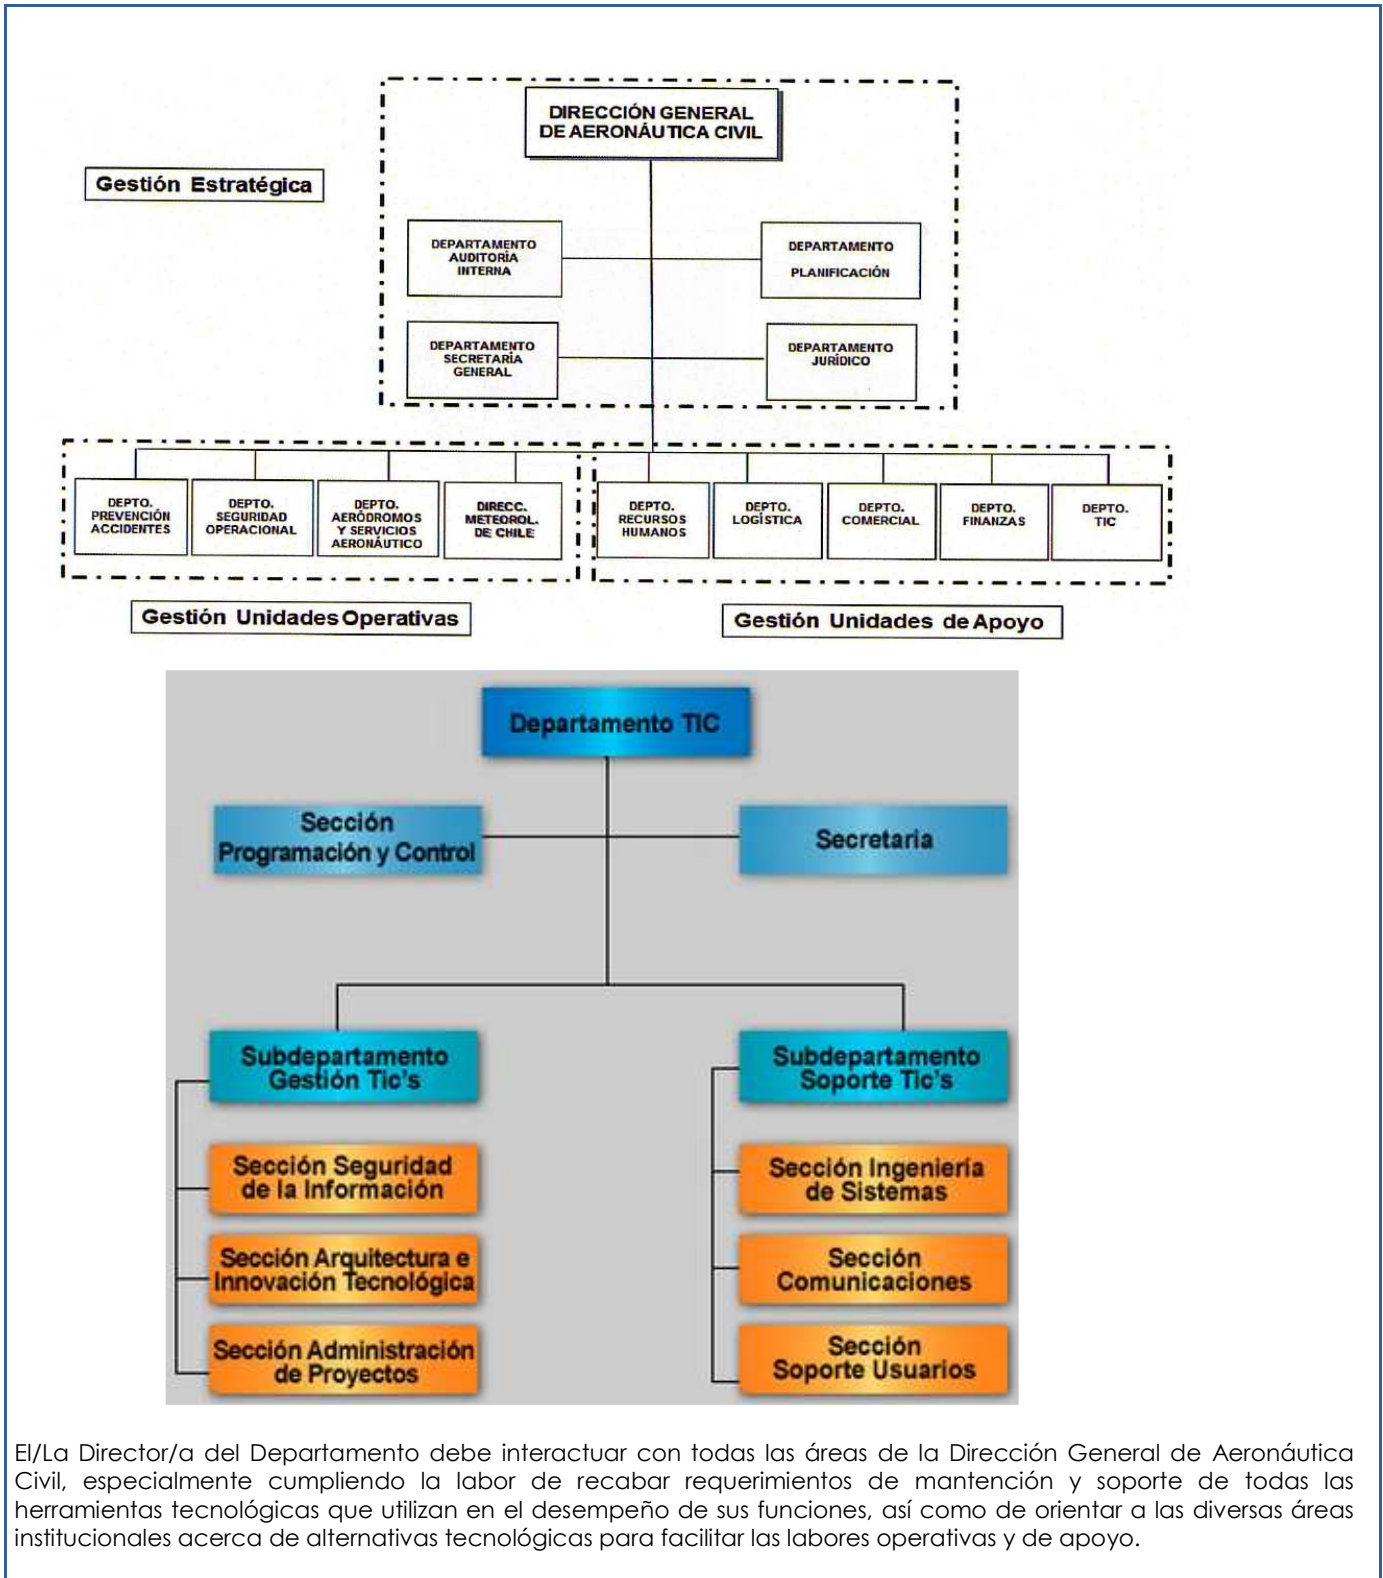 DIRECCIÓN GENERAL
DE AERONÁUTICA CIVIL
Gestión Estratégica
DEPARTAMENTO
AUDITORÍA
INTERNA
DEPARTAMENTO
PLANIFICACIÓN
DEPARTAMENTO
SECRETARÍA
GENERAL
DEPARTAMENTO
JURÍDICO
DEPTO.
PREVENCIÓN
ACCIDENTES
DEPTO.
SEGURIDAD
OPERACIONAL
DEPTO.
AERÓDROMOS
Y SERVICIOS
AERONÁUTICO
DIRECC.
METEOROL.
DE CHILE
DEPTO.
RECURSOS
HUMANOS
DEPTO.
LOGÍSTICA
DEPTO.
COMERCIAL
DEPTO.
FINANZAS
DEPTO.
TIC
Gestión Unidades Operativas
Gestión Unidades de Apoyo
Departamento TIC
Sección
Programación y Control
Secretaria
Subdepartamento
Gestión Tic's
Subdepartamento
Soporte Tic's
Sección Seguridad
de la Información
Sección Ingeniería
de Sistemas
Sección Arquitectura e
Innovación Tecnológica
Sección
Comunicaciones
Sección Administración
de Proyectos
Sección
Soporte Usuarios
El/La Director/a del Departamento debe interactuar con todas las áreas de la Dirección General de Aeronáutica
Civil, especialmente cumpliendo la labor de recabar requerimientos de mantención y soporte de todas las
herramientas tecnológicas que utilizan en el desempeño de sus funciones, así como de orientar a las diversas áreas
institucionales acerca de alternativas tecnológicas para facilitar las labores operativas y de apoyo.